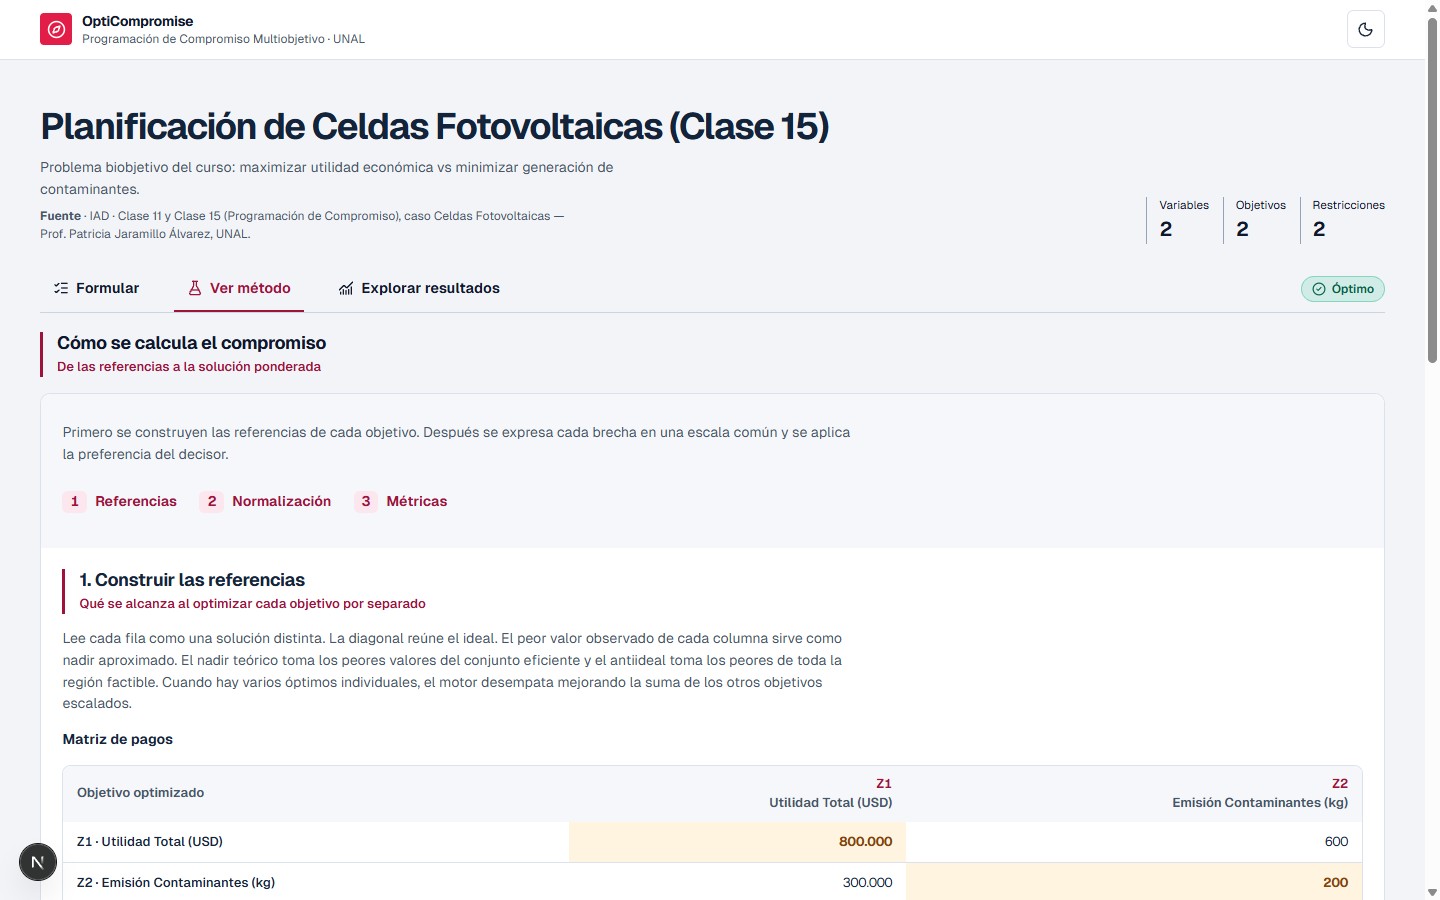 OptiCompromise
Programación de Compromiso Multiobjetivo · UNAL
Planificación de Celdas Fotovoltaicas (Clase 15)
Problema biobjetivo del curso: maximizar utilidad económica vs minimizar generación de
contaminantes.
Fuente · IAD · Clase 11 y Clase 15 (Programación de Compromiso), caso Celdas Fotovoltaicas —
Prof. Patricia Jaramillo Álvarez, UNAL.
Variables
2
Objetivos
2
Restricciones
2
Formular
Ver método
Explorar resultados
Óptimo
Cómo se calcula el compromiso
De las referencias a la solución ponderada
Primero se construyen las referencias de cada objetivo. Después se expresa cada brecha en una escala común y se aplica
la preferencia del decisor.
1 Referencias 2 Normalización 3 Métricas
1. Construir las referencias
Qué se alcanza al optimizar cada objetivo por separado
Lee cada fila como una solución distinta. La diagonal reúne el ideal. El peor valor observado de cada columna sirve como
nadir aproximado. El nadir teórico toma los peores valores del conjunto eficiente y el antiideal toma los peores de toda la
región factible. Cuando hay varios óptimos individuales, el motor desempata mejorando la suma de los otros objetivos
escalados.
Matriz de pagos
Objetivo optimizado
Z1
Utilidad Total (USD)
Z2
Emisión Contaminantes (kg)
Z1 · Utilidad Total (USD) 800.000 600
Z2 · Emisión Contaminantes (kg) 300.000 200
N